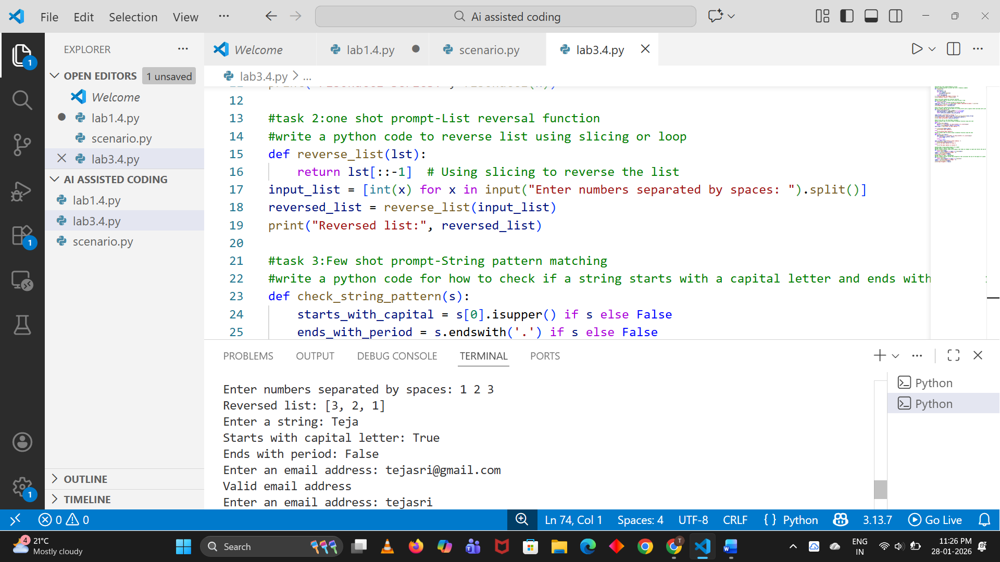 File Edit Selection View ···
Ai assisted coding
EXPLORER
OPEN EDITORS 1 unsaved
Welcome
lab1.4.py
scenario.py
lab3.4.py
AI ASSISTED CODING
lab1.4.py
lab3.4.py
scenario.py
OUTLINE
TIMELINE
1
1
1
Welcome lab1.4.py scenario.py lab3.4.py
lab3.4.py > ...
12
13 #task 2:one shot prompt-List reversal function
14 #write a python code to reverse list using slicing or loop
15 def reverse_list(lst):
16 return lst[::-1] # Using slicing to reverse the list
17 input_list = [int(x) for x in input("Enter numbers separated by spaces: ").split()]
18 reversed_list = reverse_list(input_list)
19 print("Reversed list:", reversed_list)
20
21 #task 3:Few shot prompt-String pattern matching
22 #write a python code for how to check if a string starts with a capital letter and ends with
23 def check_string_pattern(s):
24 starts_with_capital = s[0].isupper() if s else False
25 ends_with_period = s.endswith('.') if s else False
PROBLEMS OUTPUT DEBUG CONSOLE TERMINAL PORTS
Enter numbers separated by spaces: 1 2 3
Reversed list: [3, 2, 1]
Enter a string: Teja
Starts with capital letter: True
Ends with period: False
Enter an email address: tejasri@gmail.com
Valid email address
Enter an email address: tejasri
Python
Python
0 0
Ln 74, Col 1 Spaces: 4 UTF-8 CRLF {} Python 3.13.7 Go Live
4
21°C
Mostly cloudy
Search
T
ENG
IN
11:26 PM
28-01-2026